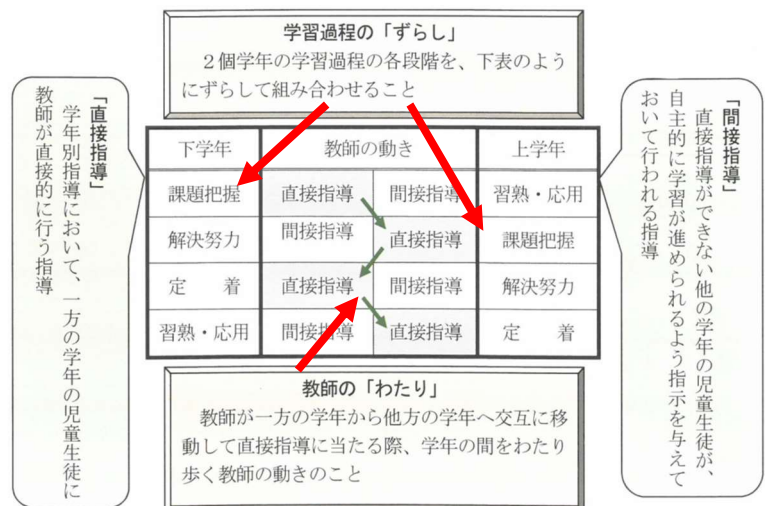 学習過程の「ずらし」
２個学年の学習過程の各段階を、下表のよう
にずらして組み合わせること
「直接指導」
学年別指導において、一方の学年の児童生徒に
教師が直接的に行う指導
「間接指導」
直接指導ができない他の学年の児童生徒が、
自主的に学習が進められるよう指示を与えて
おいて行われる指導
下学年 教師の動き 上学年
課題把握 直接指導 間接指導 習熟・応用
解決努力 間接指導 直接指導 課題把握
定着 直接指導 間接指導 解決努力
習熟・応用 間接指導 直接指導 定着
教師の「わたり」
教師が一方の学年から他方の学年へ交互に移
動して直接指導に当たる際、学年の間をわたり
歩く教師の動きのこと